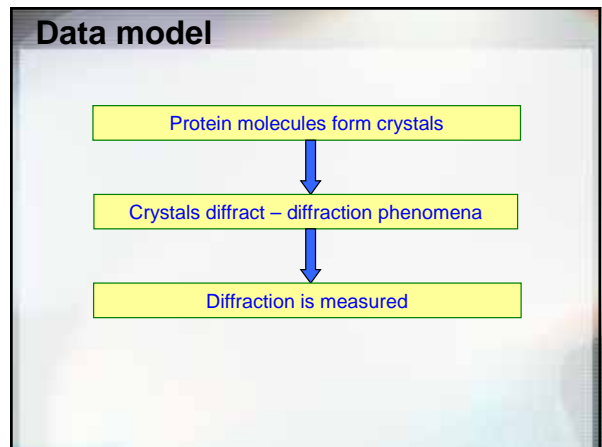 Data model
Protein molecules form crystals
Crystals diffract – diffraction phenomena
Diffraction is measured